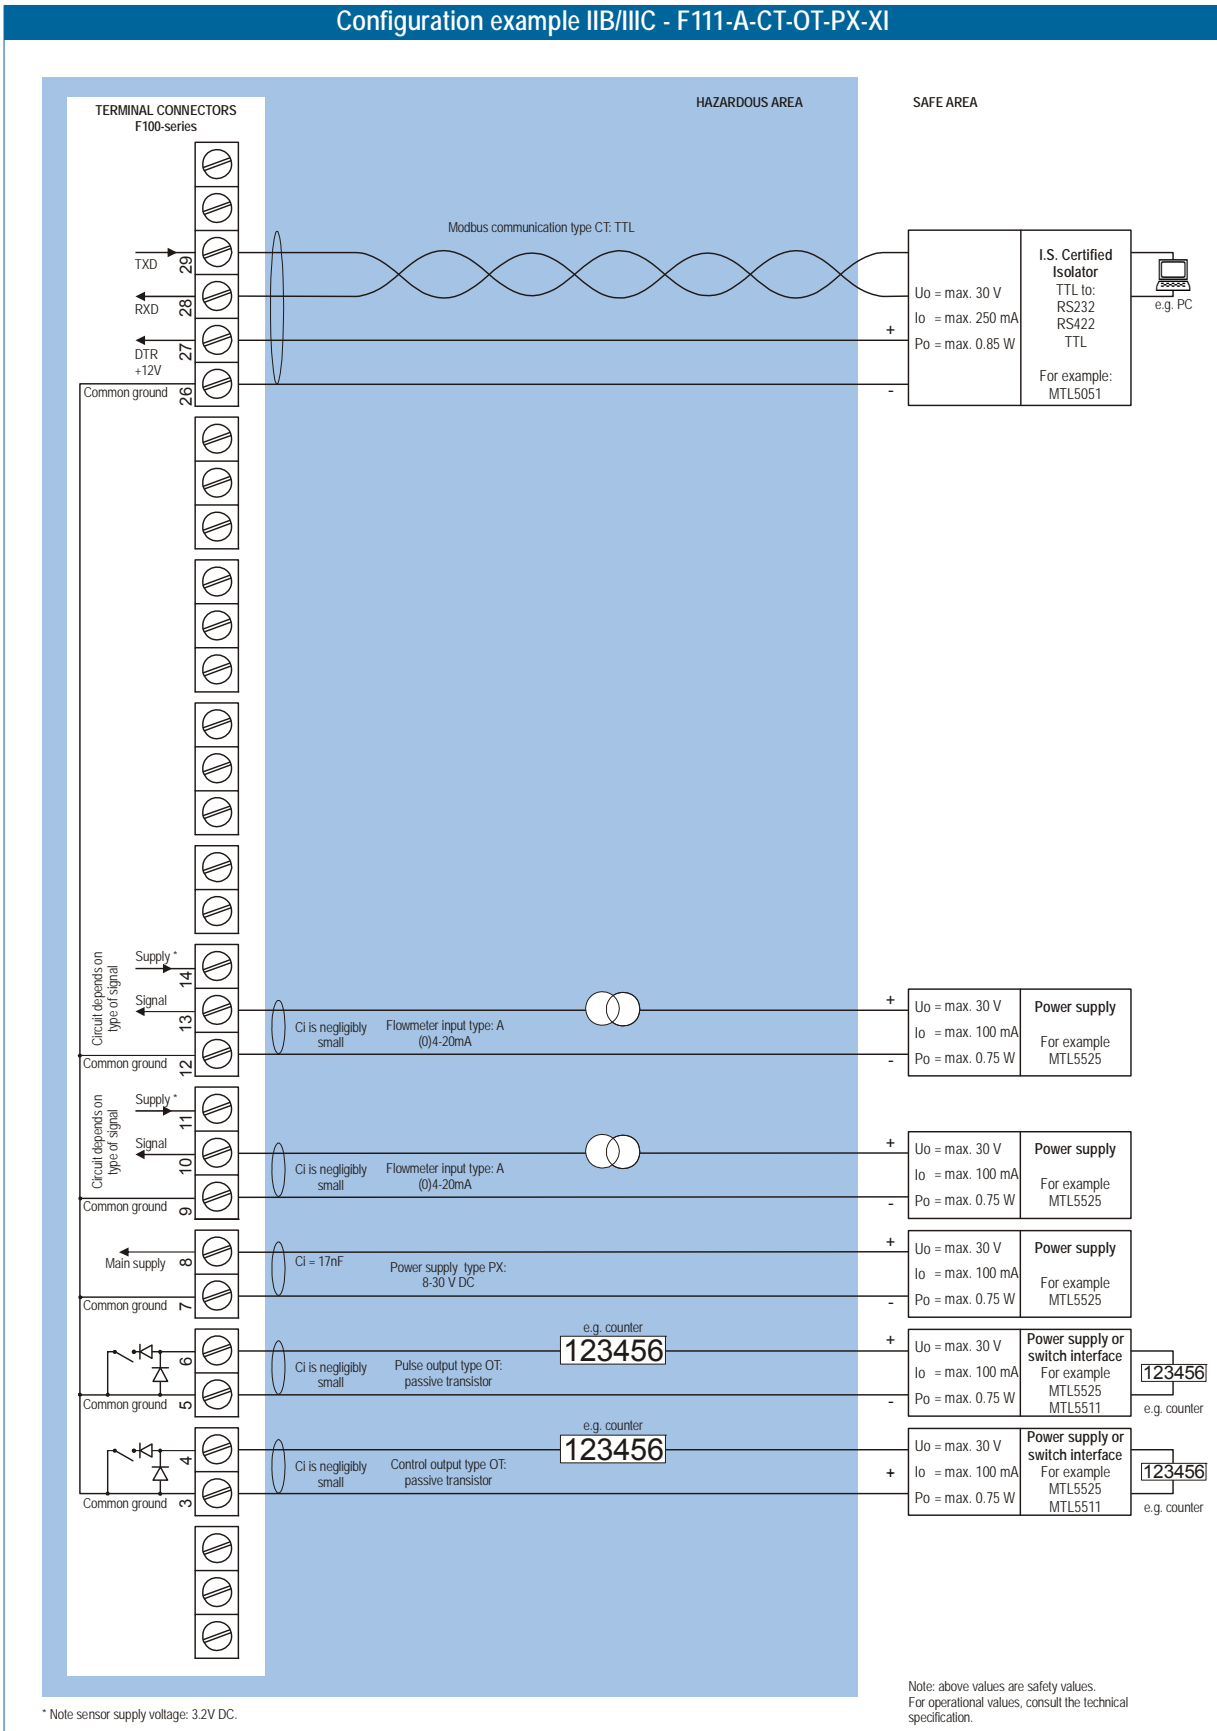 Configuration example IIB/IIIC - F111-A-CT-OT-PX-XI
TERMINAL CONNECTORS
F100-series
HAZARDOUS AREA
SAFE AREA
Modbus communication type CT: TTL
TXD
29
RXD
28
DTR
+12V
27
Common ground
26
+
-
Uo = max. 30 V
Io = max. 250 mA
Po = max. 0.85 W
I.S. Certified
Isolator
TTL to:
RS232
RS422
TTL
For example:
MTL5051
e.g. PC
Circuit depends on
type of signal
Supply *
14
Signal
13
Common ground
12
Ci is negligibly
small
Flowmeter input type: A
(0)4-20mA
+
-
Uo = max. 30 V
Io = max. 100 mA
Po = max. 0.75 W
Power supply
For example
MTL5525
Circuit depends on
type of signal
Supply *
11
Signal
10
Common ground
9
Ci is negligibly
small
Flowmeter input type: A
(0)4-20mA
+
-
Uo = max. 30 V
Io = max. 100 mA
Po = max. 0.75 W
Power supply
For example
MTL5525
Main supply
8
Common ground
7
Ci = 17nF
Power supply type PX:
8-30 V DC
+
-
Uo = max. 30 V
Io = max. 100 mA
Po = max. 0.75 W
Power supply
For example
MTL5525
6
Common ground
5
Ci is negligibly
small
Pulse output type OT:
passive transistor
e.g. counter
123456
+
-
Uo = max. 30 V
Io = max. 100 mA
Po = max. 0.75 W
Power supply or
switch interface
For example
MTL5525
MTL5511
123456
e.g. counter
4
Common ground
3
Ci is negligibly
small
Control output type OT:
passive transistor
e.g. counter
123456
+
Uo = max. 30 V
Io = max. 100 mA
Po = max. 0.75 W
Power supply or
switch interface
For example
MTL5525
MTL5511
123456
e.g. counter
* Note sensor supply voltage: 3.2V DC.
Note: above values are safety values.
For operational values, consult the technical
specification.